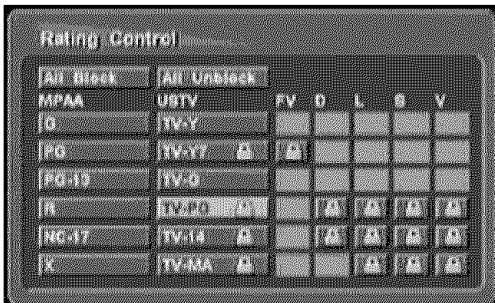 Rating Control
All Block All Unblock
MPAA USTV FV D L S V
G TV-Y
PG TV-Y7
PG-13 TV-G
R TV-PG
NC-17 TV-14
X TV-MA